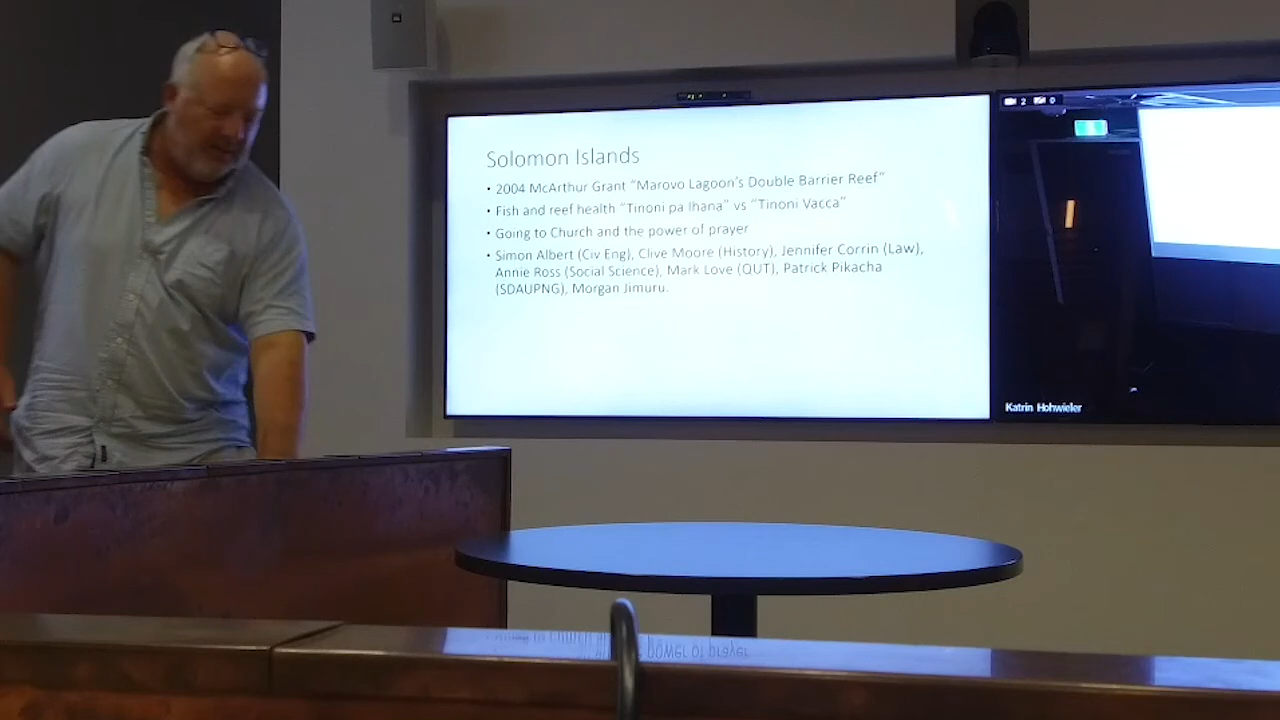 Solomon Islands
• 2004 McArthur Grant "Marovo Lagoon's Double Barrier Reef"
• Fish and reef health "Tinoni pa Ihana" vs "Tinoni Vacca"
• Going to Church and the power of prayer
• Simon Albert (Civ Eng), Clive Moore (History), Jennifer Corrin (Law),
Annie Ross (Social Science), Mark Love (QUT), Patrick Pikacha
(SDAUPNG), Morgan Jimuru.
2 0
Katrin Hohwieler